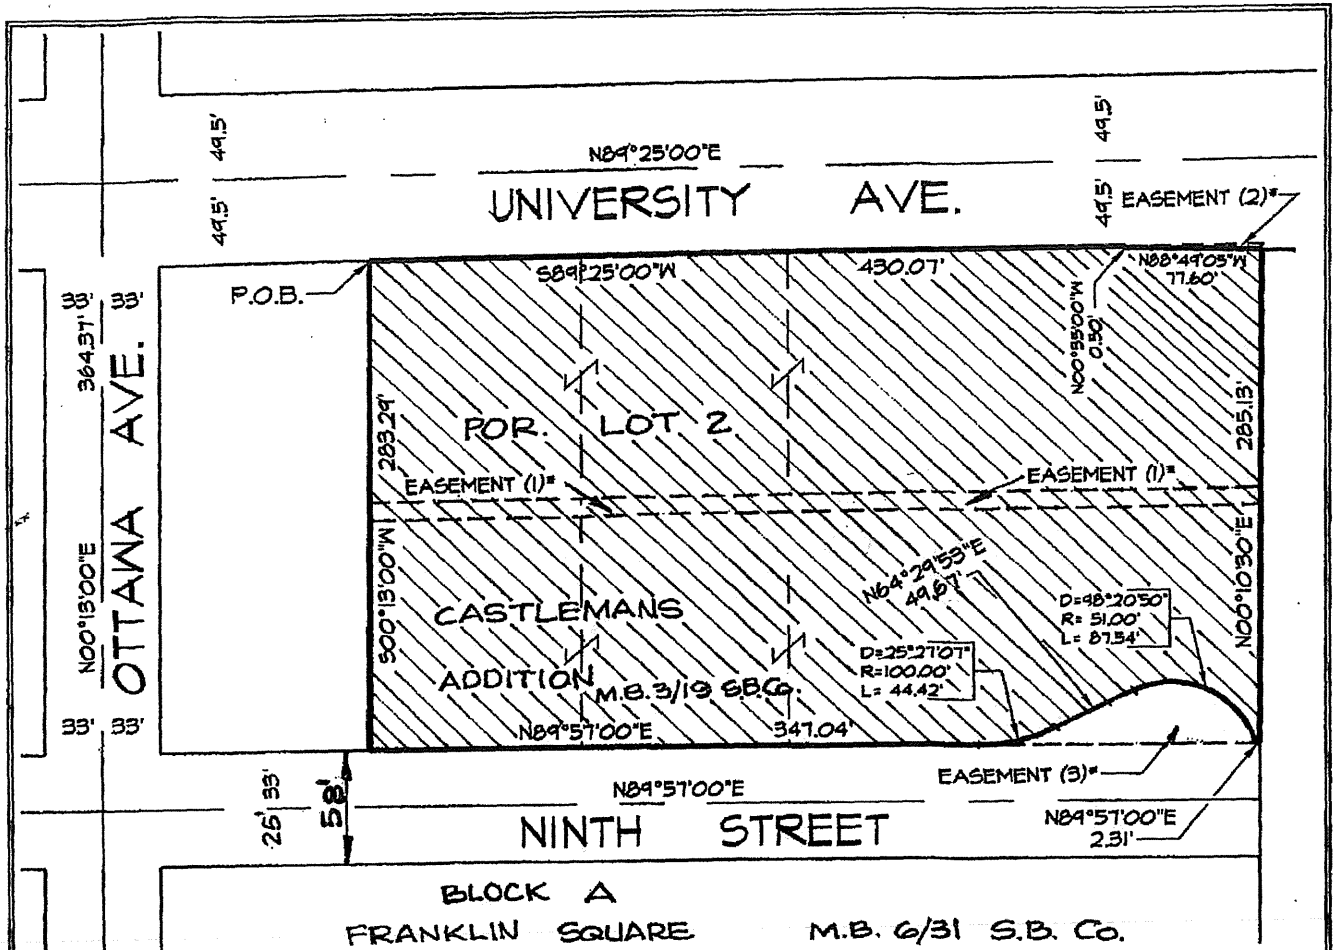 N89°25'00"E
UNIVERSITY AVE.
49.5'
49.5'
49.5'
49.5'
EASEMENT (2)*
P.O.B.
S89°25'00"W
430.07'
N88°49'03"W
77.60'
N00°35'00"W
0.50'
33' 33'
364.37'
OTTAWA AVE.
N00°13'00"E
33' 33'
283.29'
S00°13'00"W
POR. LOT 2
285.13'
N00°10'30"E
EASEMENT (1)*
EASEMENT (1)*
N64°29'53"E
49.67'
D=98°20'50"
R= 51.00'
L= 87.54'
CASTLEMANS
ADDITION
M.B. 3/19 S.B.Co.
D=25°27'07"
R=100.00'
L= 44.42'
N89°57'00"E
347.04'
EASEMENT (3)*
N89°57'00"E
2.31'
25' 33'
58'
N89°57'00"E
NINTH STREET
BLOCK A
FRANKLIN SQUARE M.B. 6/31 S.B. Co.